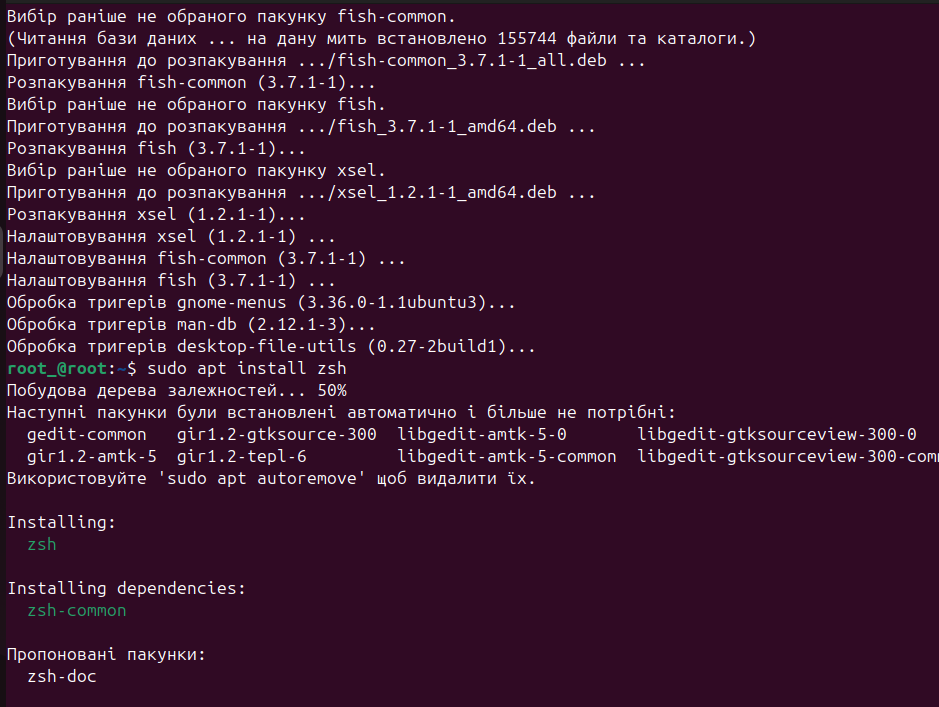 Вибір раніше не обраного пакунку fish-common.
(Читання бази даних ... на дану мить встановлено 155744 файли та каталоги.)
Приготування до розпакування .../fish-common_3.7.1-1_all.deb ...
Розпакування fish-common (3.7.1-1)...
Вибір раніше не обраного пакунку fish.
Приготування до розпакування .../fish_3.7.1-1_amd64.deb ...
Розпакування fish (3.7.1-1)...
Вибір раніше не обраного пакунку xsel.
Приготування до розпакування .../xsel_1.2.1-1_amd64.deb ...
Розпакування xsel (1.2.1-1)...
Налаштовування xsel (1.2.1-1) ...
Налаштовування fish-common (3.7.1-1) ...
Налаштовування fish (3.7.1-1) ...
Обробка тригерів gnome-menus (3.36.0-1.1ubuntu3)...
Обробка тригерів man-db (2.12.1-3)...
Обробка тригерів desktop-file-utils (0.27-2build1)...
root_@root:~$ sudo apt install zsh
Побудова дерева залежностей... 50%
Наступні пакунки були встановлені автоматично і більше не потрібні:
gedit-common gir1.2-gtksource-300 libgedit-amtk-5-0 libgedit-gtksourceview-300-0
gir1.2-amtk-5 gir1.2-tepl-6 libgedit-amtk-5-common libgedit-gtksourceview-300-com
Використовуйте 'sudo apt autoremove' щоб видалити їх.
Installing:
zsh
Installing dependencies:
zsh-common
Пропоновані пакунки:
zsh-doc